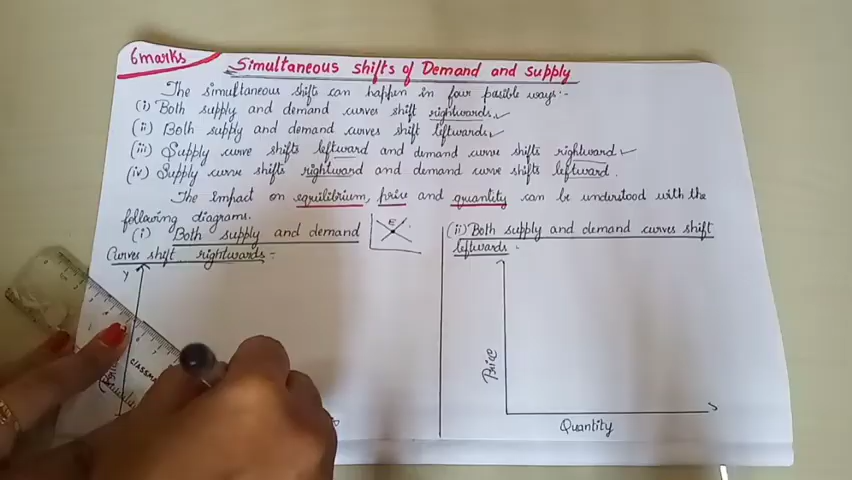 6 marks
Simultaneous shifts of Demand and supply
The simultaneous shift can happen in four posible ways:-
(i) Both supply and demand curves shift rightwards.
(ii) Both supply and demand curves shift leftwards
(iii) Supply curve shifts leftward and demand curve shifts rightward
(iv) Supply curve shifts rightward and demand curve shifts leftward.
The impact on equilibrium, price and quantity can be understood with the
following diagrams.
(i) Both supply and demand
Curves shift rightwards :-
E
y
(ii) Both supply and demand curves shift
leftwards :
Price
Quantity